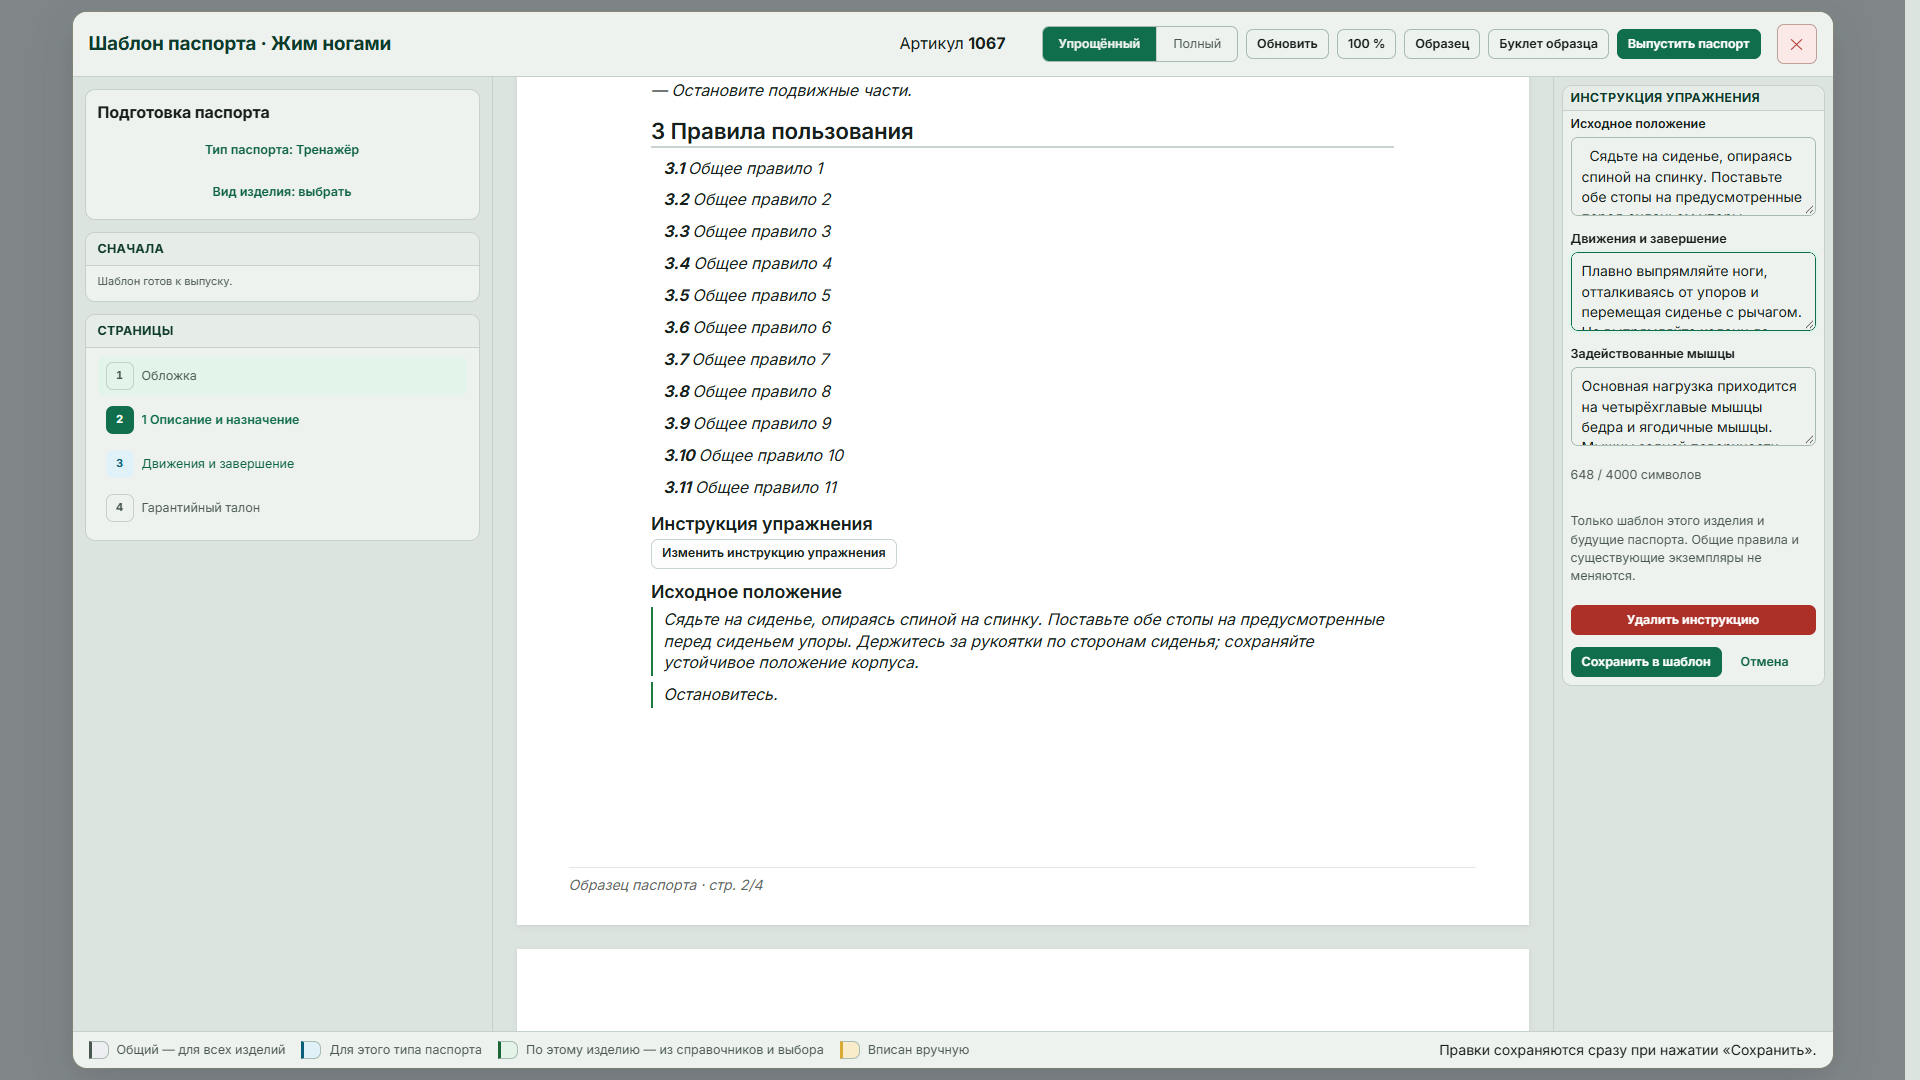 Шаблон паспорта · Жим ногами
Артикул 1067
Упрощённый
Полный
Обновить
100 %
Образец
Буклет образца
Выпустить паспорт
Подготовка паспорта
Тип паспорта: Тренажёр
Вид изделия: выбрать
СНАЧАЛА
Шаблон готов к выпуску.
СТРАНИЦЫ
1 Обложка
2 1 Описание и назначение
3 Движения и завершение
4 Гарантийный талон
— Остановите подвижные части.
3 Правила пользования
3.1 Общее правило 1
3.2 Общее правило 2
3.3 Общее правило 3
3.4 Общее правило 4
3.5 Общее правило 5
3.6 Общее правило 6
3.7 Общее правило 7
3.8 Общее правило 8
3.9 Общее правило 9
3.10 Общее правило 10
3.11 Общее правило 11
Инструкция упражнения
Изменить инструкцию упражнения
Исходное положение
Сядьте на сиденье, опираясь спиной на спинку. Поставьте обе стопы на предусмотренные
перед сиденьем упоры. Держитесь за рукоятки по сторонам сиденья; сохраняйте
устойчивое положение корпуса.
Остановитесь.
Образец паспорта · стр. 2/4
ИНСТРУКЦИЯ УПРАЖНЕНИЯ
Исходное положение
Сядьте на сиденье, опираясь
спиной на спинку. Поставьте
обе стопы на предусмотренные
Движения и завершение
Плавно выпрямляйте ноги,
отталкиваясь от упоров и
перемещая сиденье с рычагом.
Задействованные мышцы
Основная нагрузка приходится
на четырёхглавые мышцы
бедра и ягодичные мышцы.
648 / 4000 символов
Только шаблон этого изделия и
будущие паспорта. Общие правила и
существующие экземпляры не
меняются.
Удалить инструкцию
Сохранить в шаблон
Отмена
Общий — для всех изделий
Для этого типа паспорта
По этому изделию — из справочников и выбора
Вписан вручную
Правки сохраняются сразу при нажатии «Сохранить».